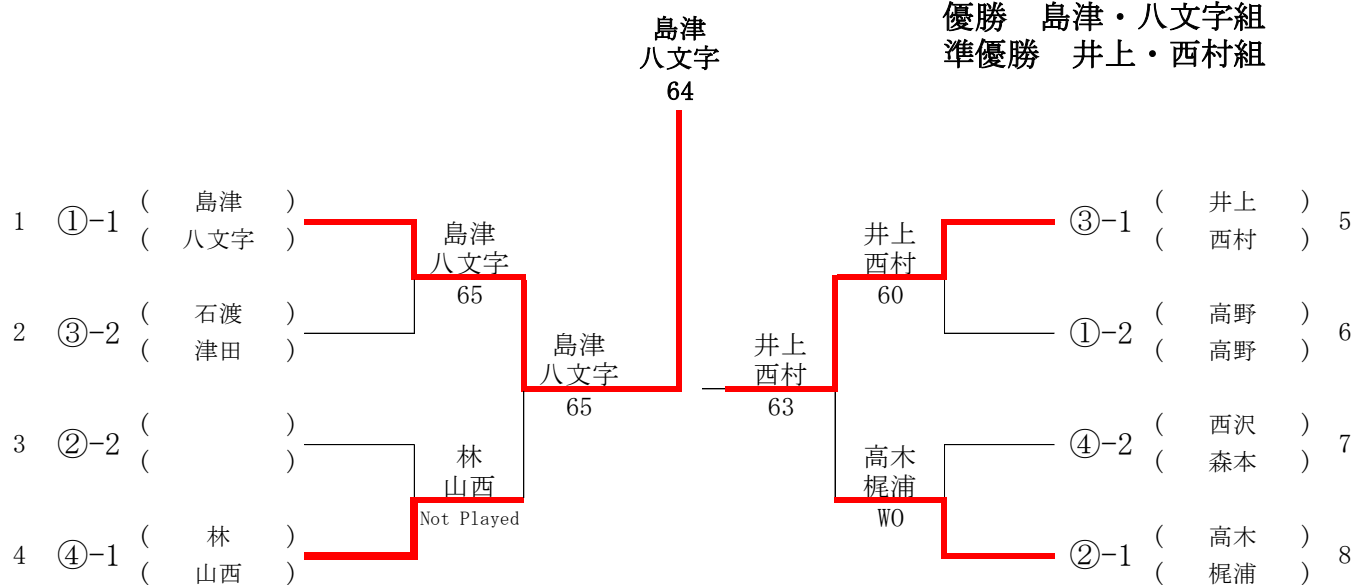 優勝　島津・八文字組
準優勝　井上・西村組
島津
八文字
64
1 ①-1 ( 島津 )
( 八文字 )
島津
八文字
65
2 ③-2 ( 石渡 )
( 津田 )
島津
八文字
65
3 ②-2 ( )
( )
林
山西
Not Played
4 ④-1 ( 林 )
( 山西 )
③-1 ( 井上 ) 5
( 西村 )
井上
西村
60
①-2 ( 高野 ) 6
( 高野 )
井上
西村
63
④-2 ( 西沢 ) 7
( 森本 )
高木
梶浦
WO
②-1 ( 高木 ) 8
( 梶浦 )